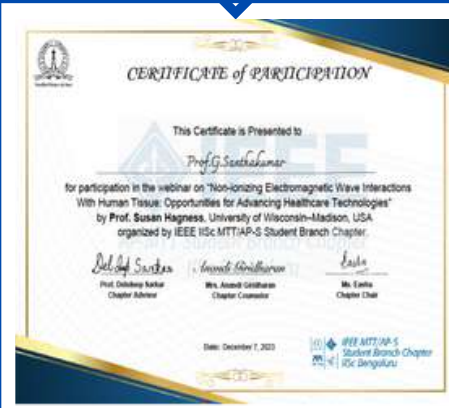 CERTIFICATE of PARTICIPATION
This Certificate is Presented to
Prof.G.Santhakumar
for participation in the webinar on "Non-ionizing Electromagnetic Wave Interactions
With Human Tissue: Opportunities for Advancing Healthcare Technologies"
by Prof. Susan Hagness, University of Wisconsin–Madison, USA
organized by IEEE IISc MTT/AP-S Student Branch Chapter.
Prof. Debdeep Sarkar
Chapter Advisor
Mrs. Anandi Giridharan
Chapter Counselor
Ms. Eesha
Chapter Chair
Date: December 7, 2023
IEEE MTT/AP-S
Student Branch Chapter
IISc Bengaluru
IEEE